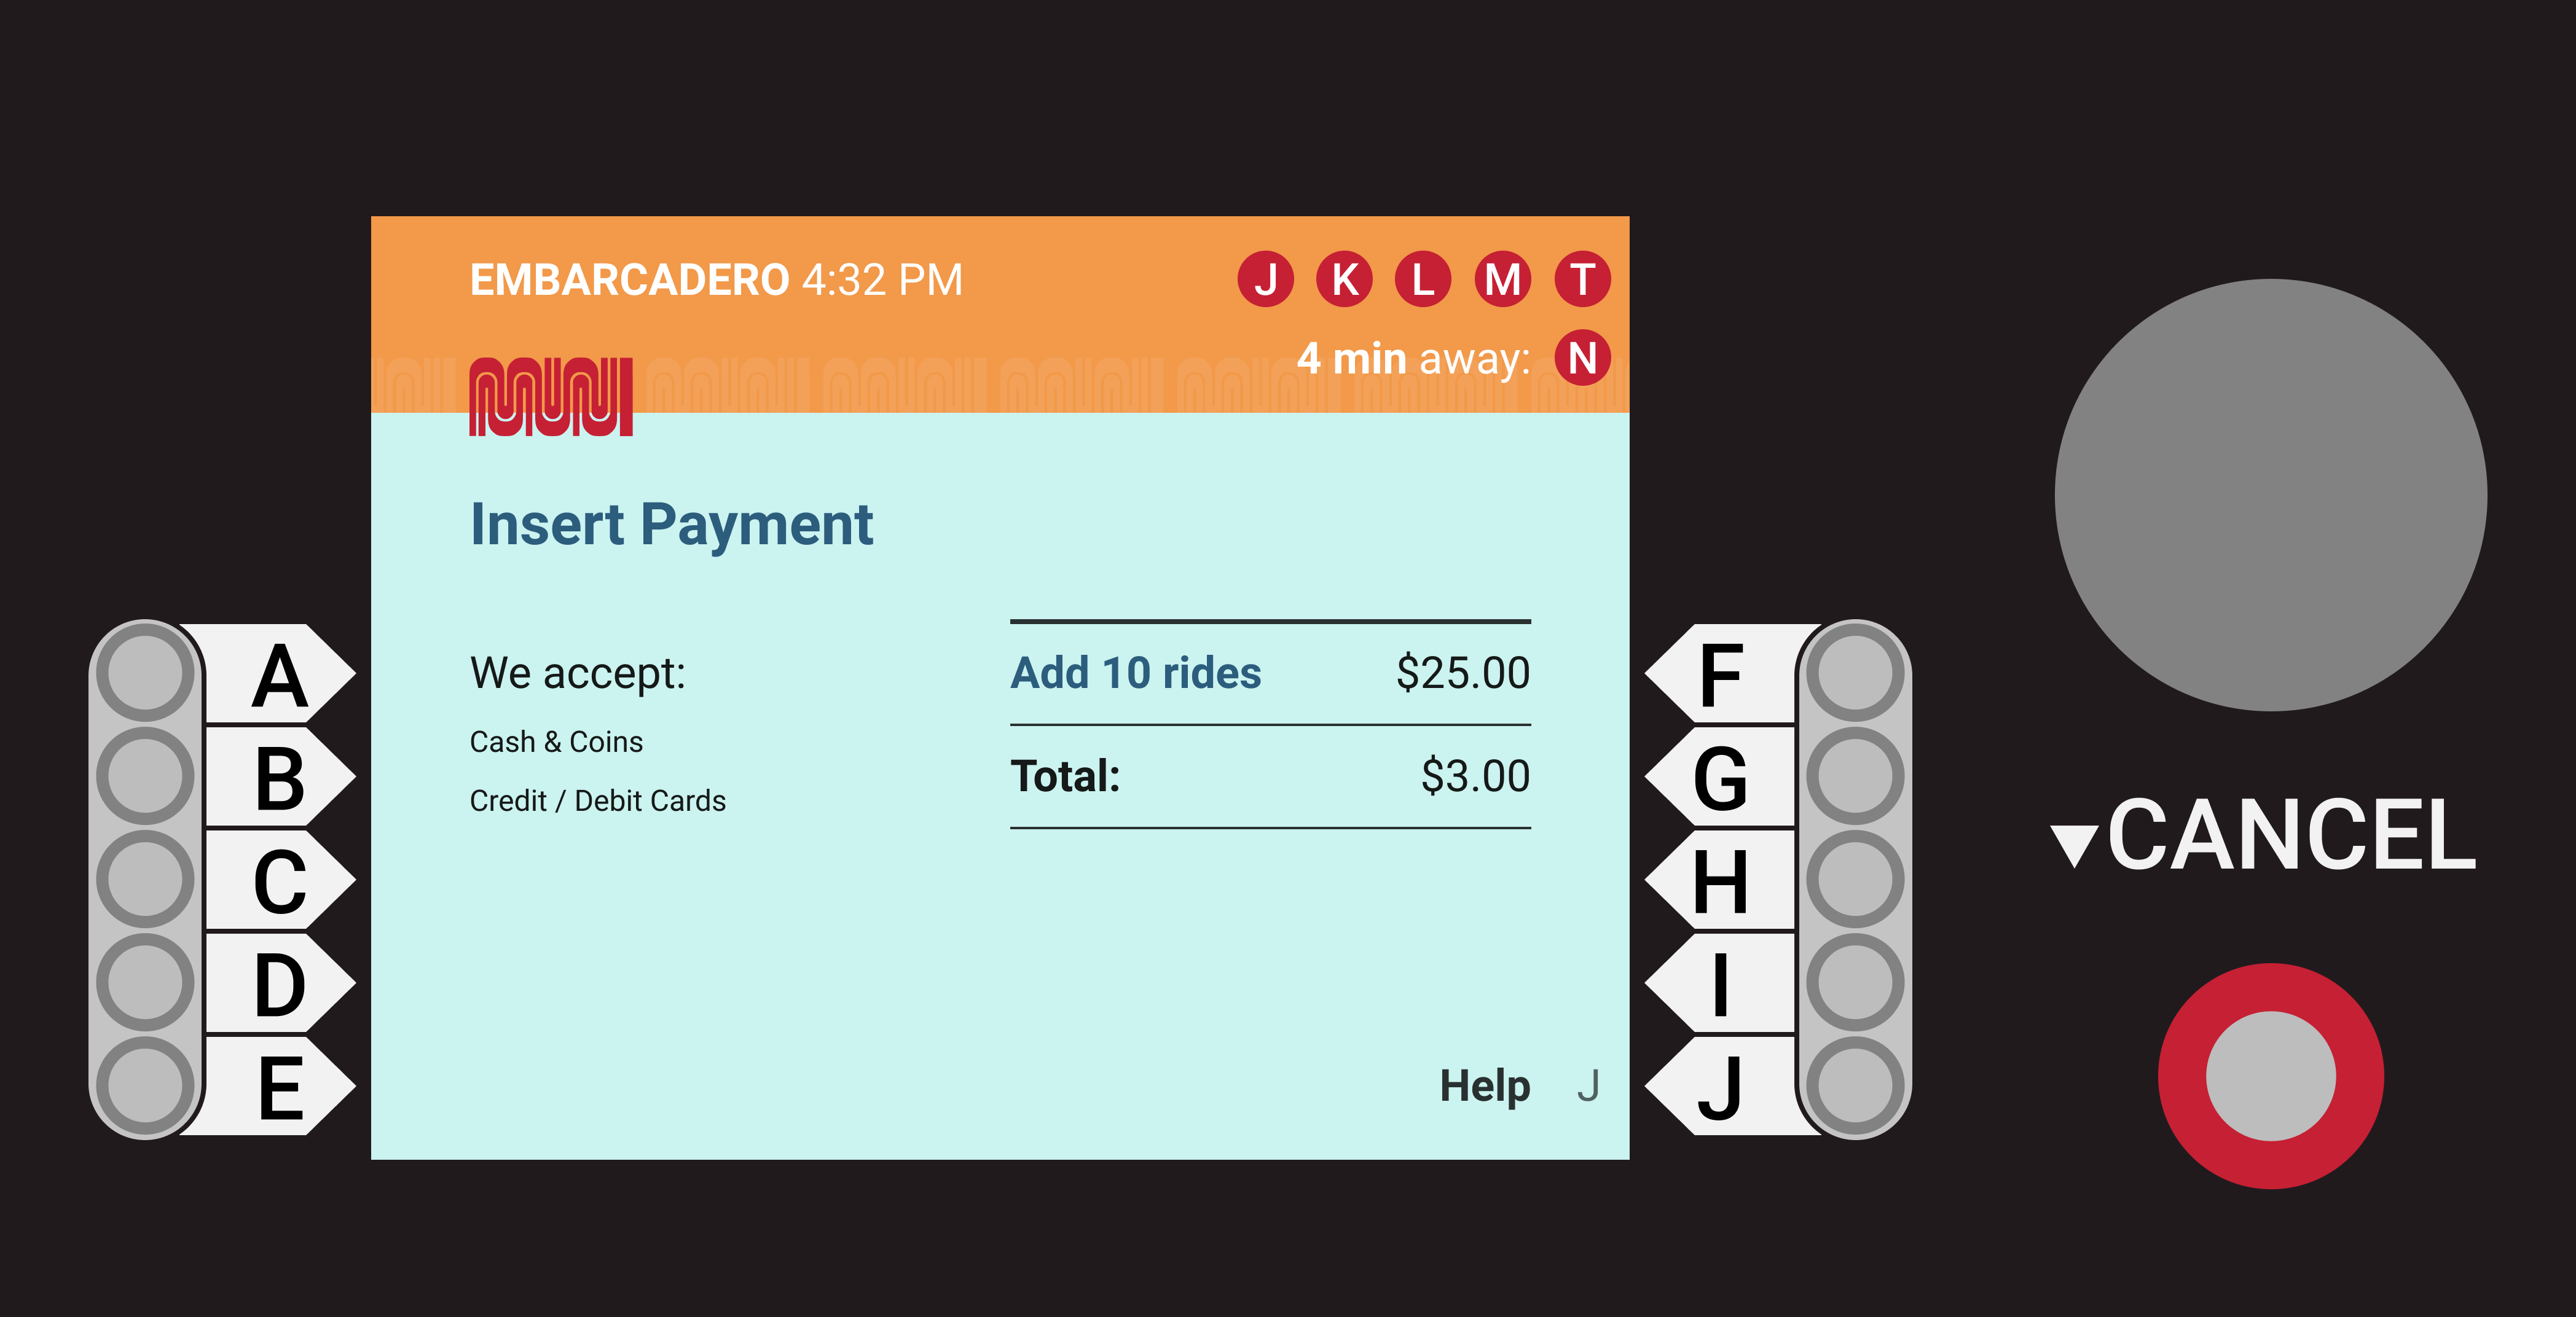 EMBARCADERO 4:32 PM
J K L M T
4 min away: N
MUNI
Insert Payment
We accept:
Cash & Coins
Credit / Debit Cards
Add 10 rides $25.00
Total: $3.00
Help J
A
B
C
D
E
F
G
H
I
J
▼CANCEL